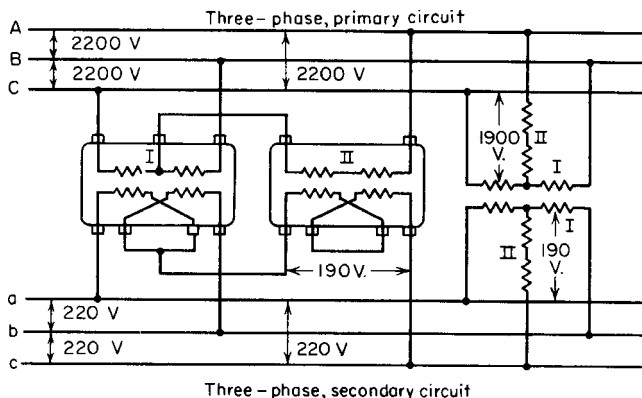 Three-phase, primary circuit
A
2200 V
B
2200 V
2200 V
C
I
II
1900 V.
II
I
I
190 V.
II
190 V.
a
220 V
b
220 V
220 V
c
Three-phase, secondary circuit